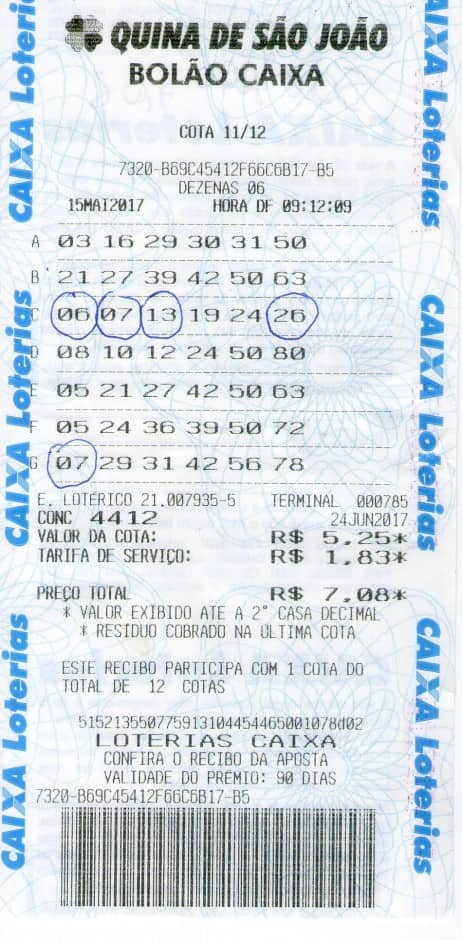 QUINA DE SÃO JOÃO
BOLÃO CAIXA
COTA 11/12
7320-B69C45412F66C6B17-B5
DEZENAS 06
15MAI2017 HORA DF 09:12:09
A 03 16 29 30 31 50
B 21 27 39 42 50 63
C 06 07 13 19 24 26
D 08 10 12 24 50 80
E 05 21 27 42 50 63
F 05 24 36 39 50 72
G 07 29 31 42 56 78
E. LOTÉRICO 21.007935-5 TERMINAL 000785
CONC 4412 24JUN2017
VALOR DA COTA: R$ 5,25*
TARIFA DE SERVIÇO: R$ 1,83*
PREÇO TOTAL R$ 7,08*
* VALOR EXIBIDO ATE A 2° CASA DECIMAL
* RESÍDUO COBRADO NA ÚLTIMA COTA
ESTE RECIBO PARTICIPA COM 1 COTA DO
TOTAL DE 12 COTAS
515213550775913104454465001078d02
LOTERIAS CAIXA
CONFIRA O RECIBO DA APOSTA
VALIDADE DO PREMIO: 90 DIAS
7320-B69C45412F66C6B17-B5
CAIXA Loterias
CAIXA Loterias
CAIXA Loterias
CAIXA Loterias
CAIXA Loterias
CAIXA Loterias